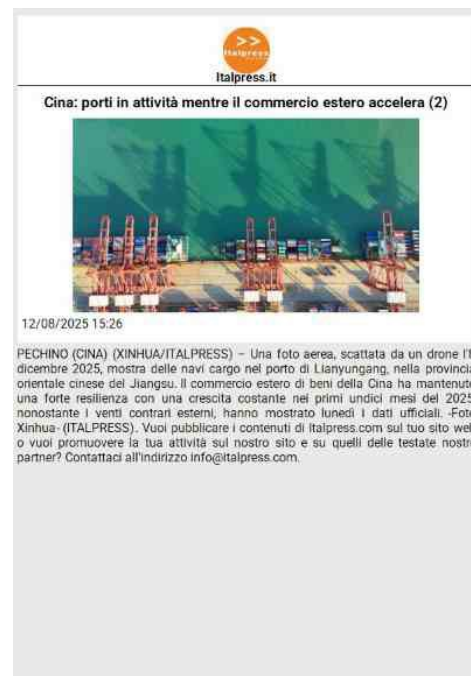 >>
Italpress
Italpress.it
Cina: porti in attività mentre il commercio estero accelera (2)
12/08/2025 15:26
PECHINO (CINA) (XINHUA/ITALPRESS) – Una foto aerea, scattata da un drone l'1
dicembre 2025, mostra delle navi cargo nel porto di Lianyungang, nella provincia
orientale cinese del Jiangsu. Il commercio estero di beni della Cina ha mantenuto
una forte resilienza con una crescita costante nei primi undici mesi del 2025
nonostante i venti contrari esterni, hanno mostrato lunedì i dati ufficiali. -Foto
Xinhua- (ITALPRESS). Vuoi pubblicare i contenuti di Italpress.com sul tuo sito web
o vuoi promuovere la tua attività sul nostro sito e su quelli delle testate nostre
partner? Contattaci all'indirizzo info@italpress.com.